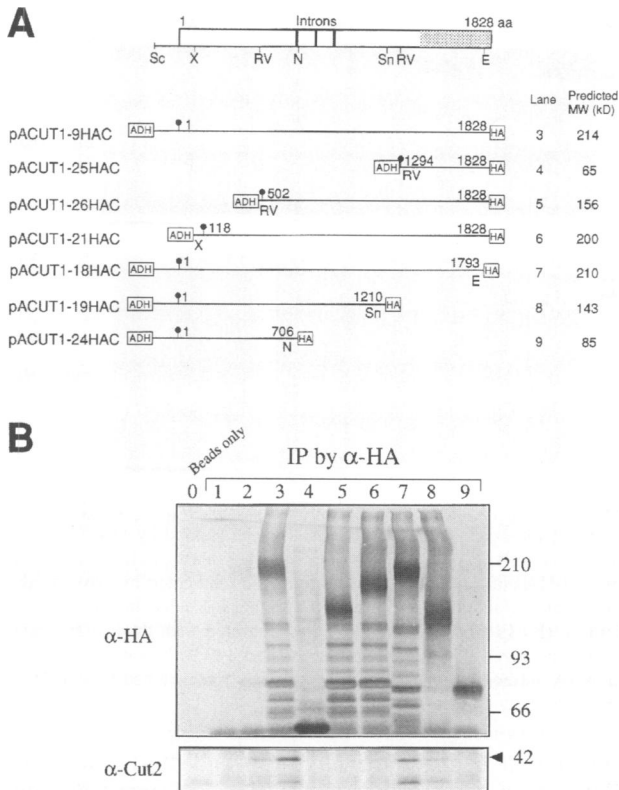 A
1 Introns 1828 aa
Sc X RV N Sn RV E
Lane Predicted MW (kD)
pACUT1-9HAC ADH 1 1828 HA 3 214
pACUT1-25HAC ADH 1294 RV 1828 HA 4 65
pACUT1-26HAC ADH 502 RV 1828 HA 5 156
pACUT1-21HAC ADH 118 X 1828 HA 6 200
pACUT1-18HAC ADH 1 1793 E HA 7 210
pACUT1-19HAC ADH 1 1210 Sn HA 8 143
pACUT1-24HAC ADH 1 706 N HA 9 85
B
Beads only
IP by α-HA
0 1 2 3 4 5 6 7 8 9
210
α-HA
93
66
α-Cut2
42